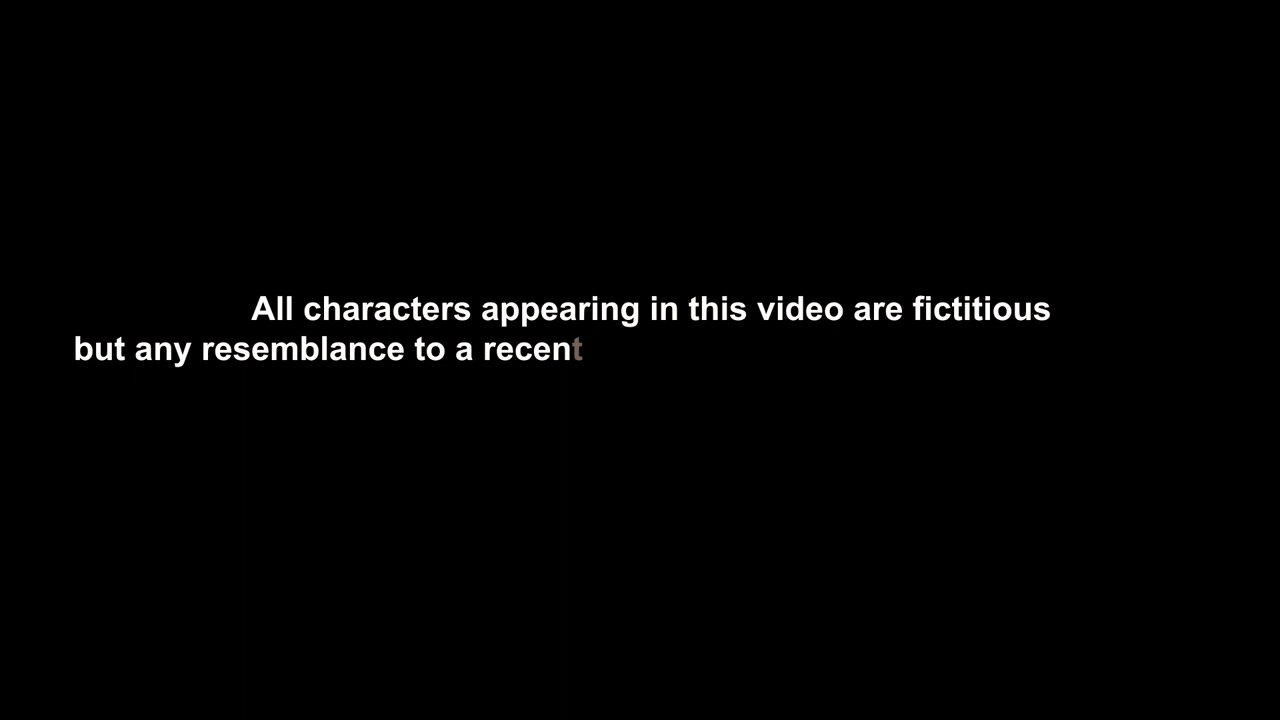 All characters appearing in this video are fictitious
but any resemblance to a recent